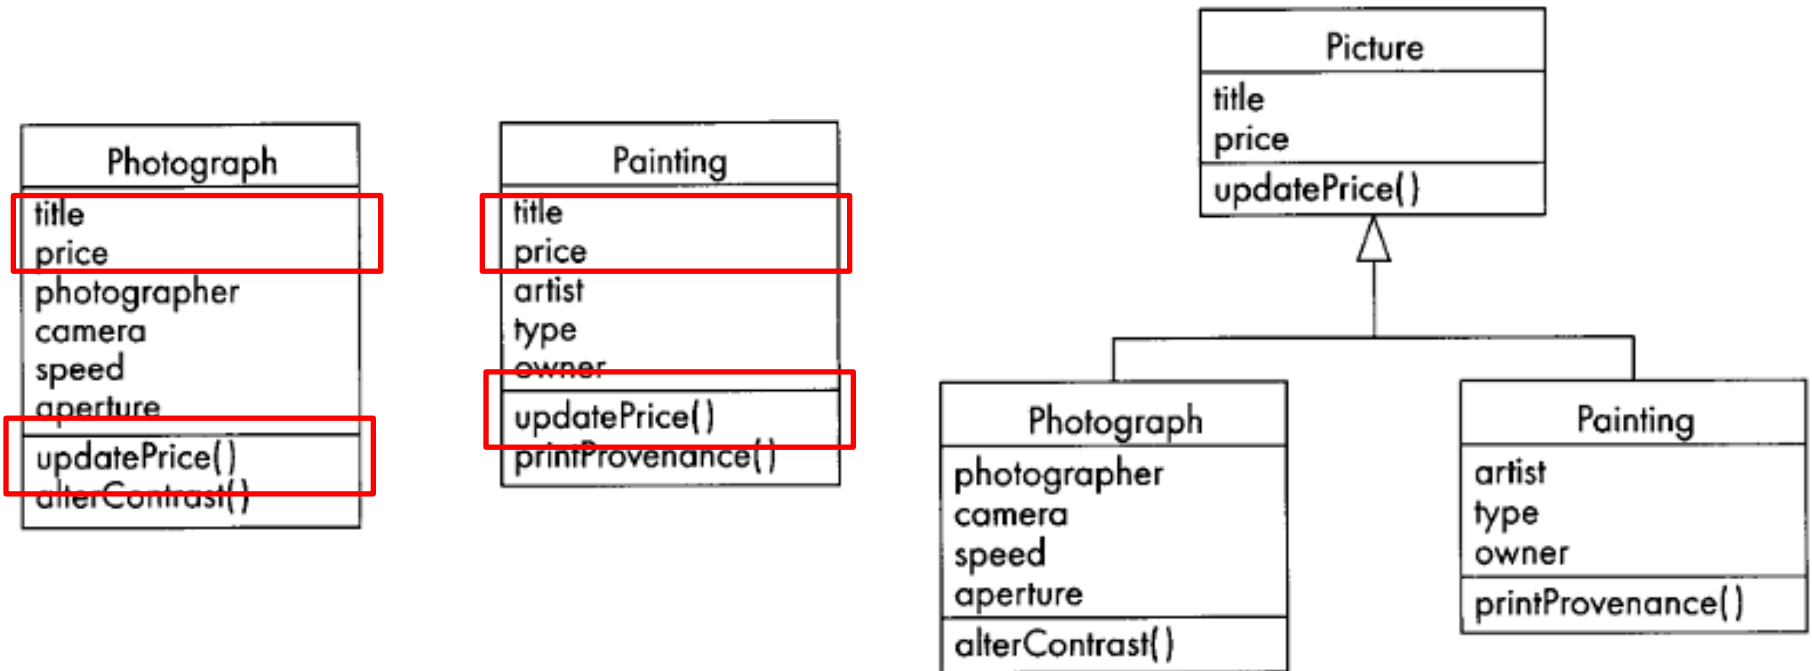 Photograph
title
price
photographer
camera
speed
aperture
updatePrice()
alterContrast()
Painting
title
price
artist
type
owner
updatePrice()
printProvenance()
Picture
title
price
updatePrice()
Photograph
photographer
camera
speed
aperture
alterContrast()
Painting
artist
type
owner
printProvenance()